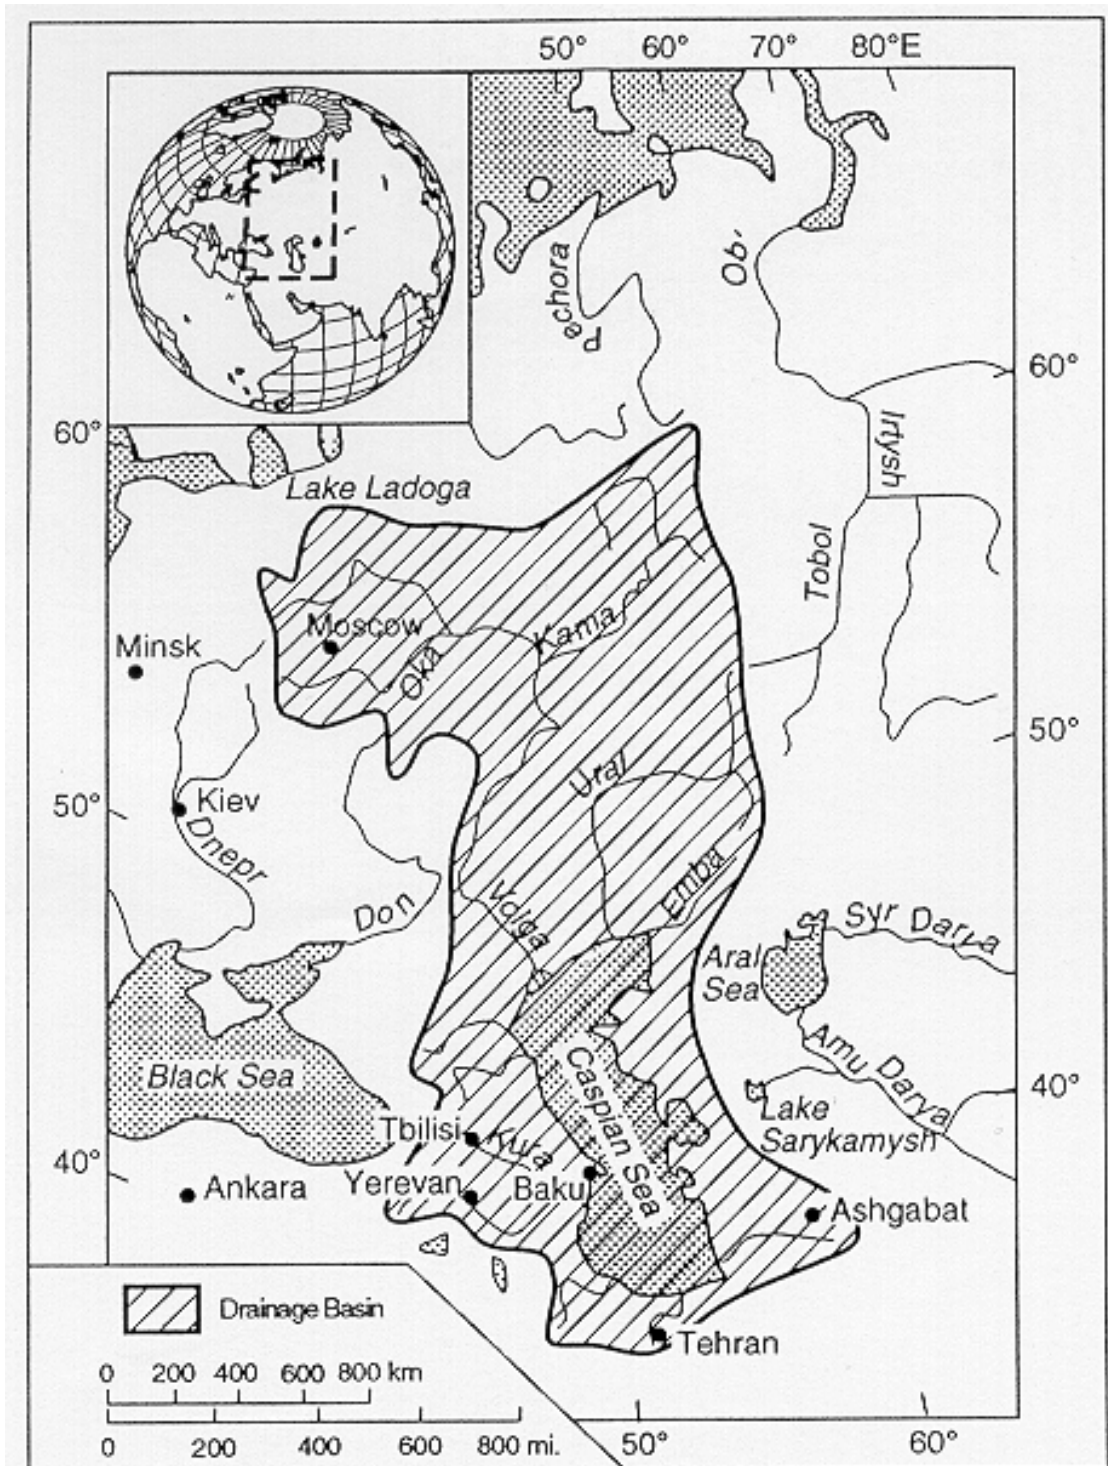 50° 60° 70° 80°E
Ob'
Pechora
60°
60°
Irtysh
Lake Ladoga
Tobol
Kama
Moscow
Minsk
Oka
50°
Ural
50°
Kiev
Dnepr
Emba
Volga
Don
Syr Darya
Aral
Sea
Amu Darya
Black Sea
Caspian Sea
40°
Lake
Sarykamysh
Tbilisi
Kura
40°
Yerevan
Baku
Ankara
Ashgabat
Drainage Basin
Tehran
0 200 400 600 800 km
0 200 400 600 800 mi.
50° 60°